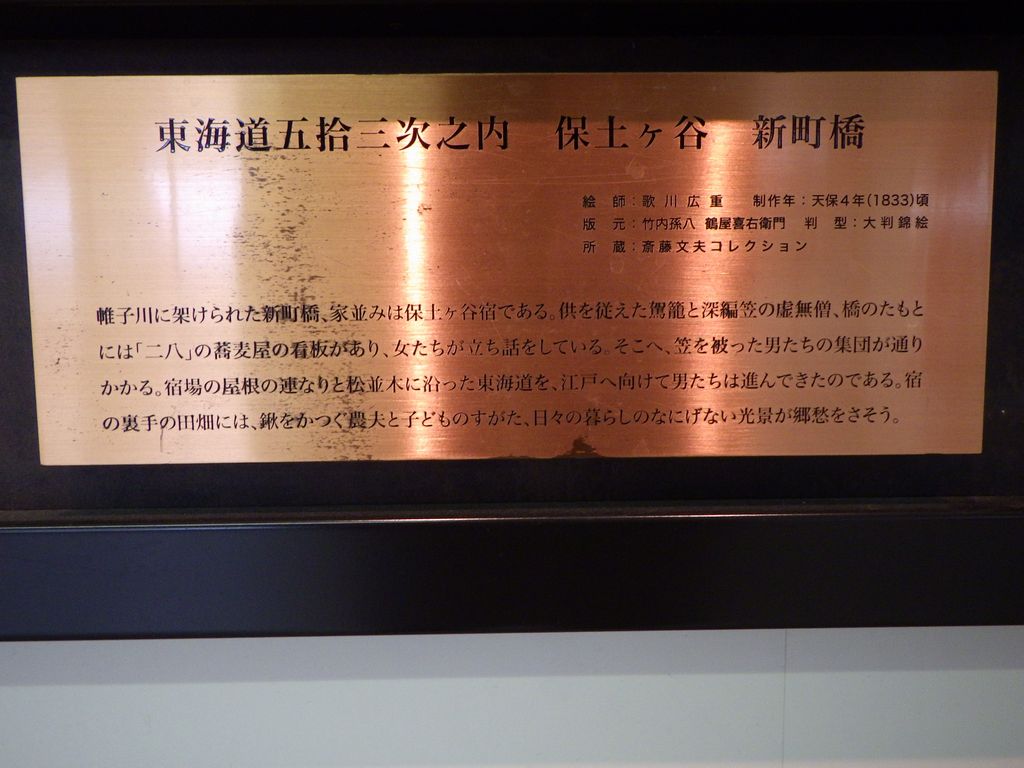 東海道五拾三次之内　保土ヶ谷　新町橋
絵　師：歌 川 広 重　制作年：天保4年(1833)頃
版　元：竹内孫八 鶴屋喜右衛門　判　型：大判錦絵
所　蔵：斎藤文夫コレクション
帷子川に架けられた新町橋、家並みは保土ヶ谷宿である。供を従えた駕籠と深編笠の虚無僧、橋のたもと
には「二八」の蕎麦屋の看板があり、女たちが立ち話をしている。そこへ、笠を被った男たちの集団が通り
かかる。宿場の屋根の連なりと松並木に沿った東海道を、江戸へ向けて男たちは進んできたのである。宿
の裏手の田畑には、鍬をかつぐ農夫と子どものすがた、日々の暮らしのなにげない光景が郷愁をさそう。